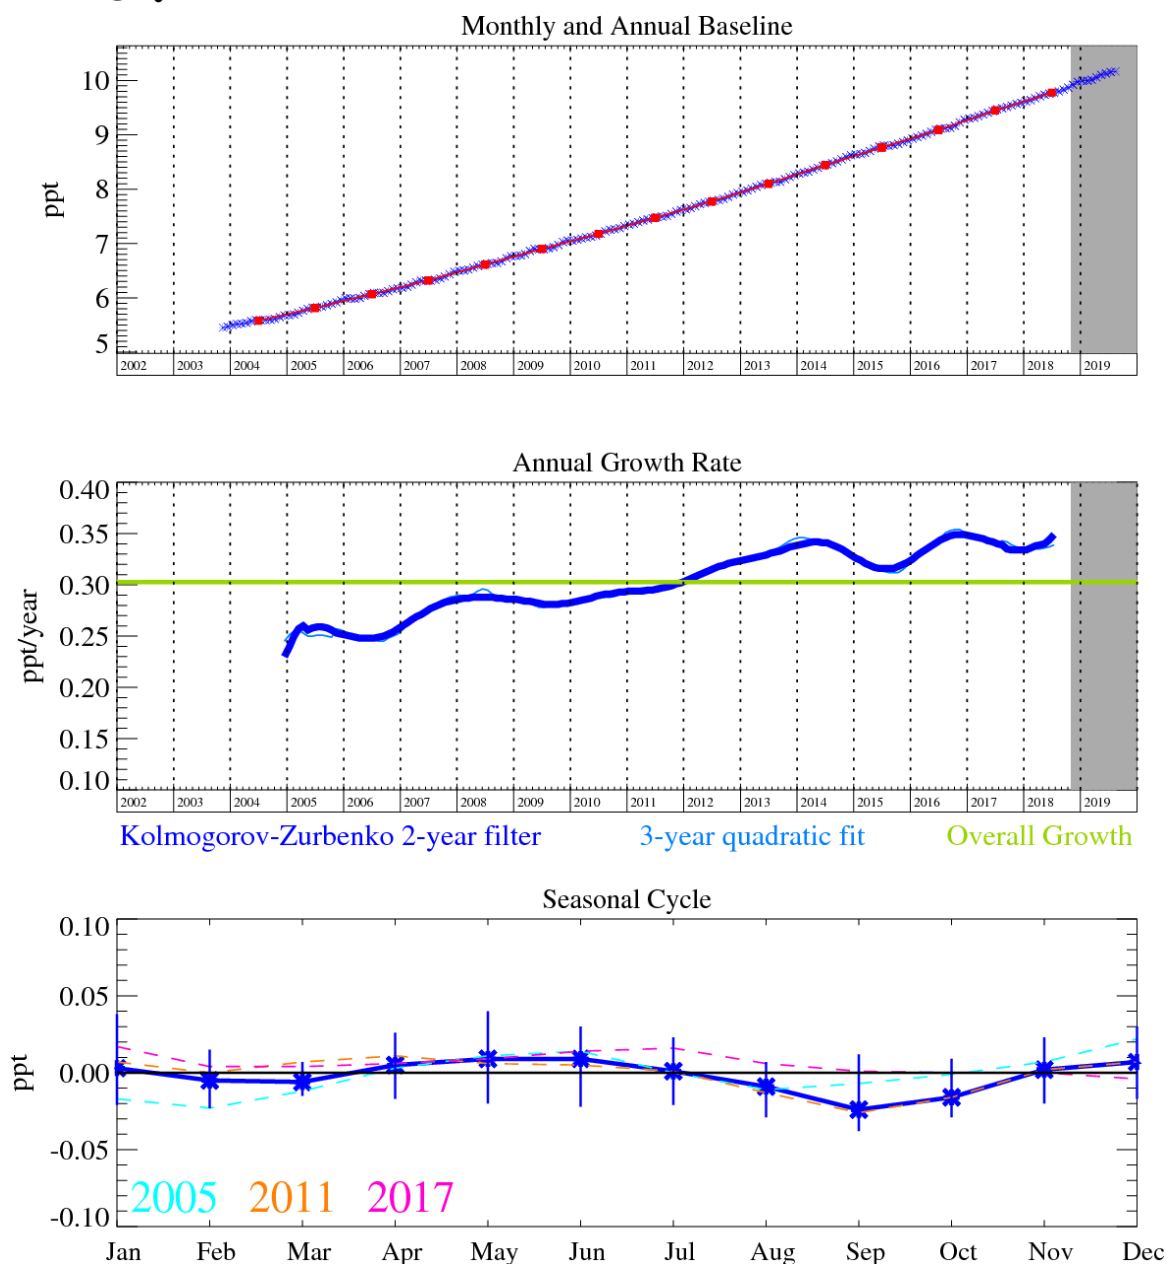 Monthly and Annual Baseline
10
9
8
7
6
5
ppt
2002 2003 2004 2005 2006 2007 2008 2009 2010 2011 2012 2013 2014 2015 2016 2017 2018 2019
Annual Growth Rate
0.40
0.35
0.30
0.25
0.20
0.15
0.10
ppt/year
2002 2003 2004 2005 2006 2007 2008 2009 2010 2011 2012 2013 2014 2015 2016 2017 2018 2019
Kolmogorov-Zurbenko 2-year filter 3-year quadratic fit Overall Growth
Seasonal Cycle
0.10
0.05
0.00
-0.05
-0.10
ppt
2005 2011 2017
Jan Feb Mar Apr May Jun Jul Aug Sep Oct Nov Dec